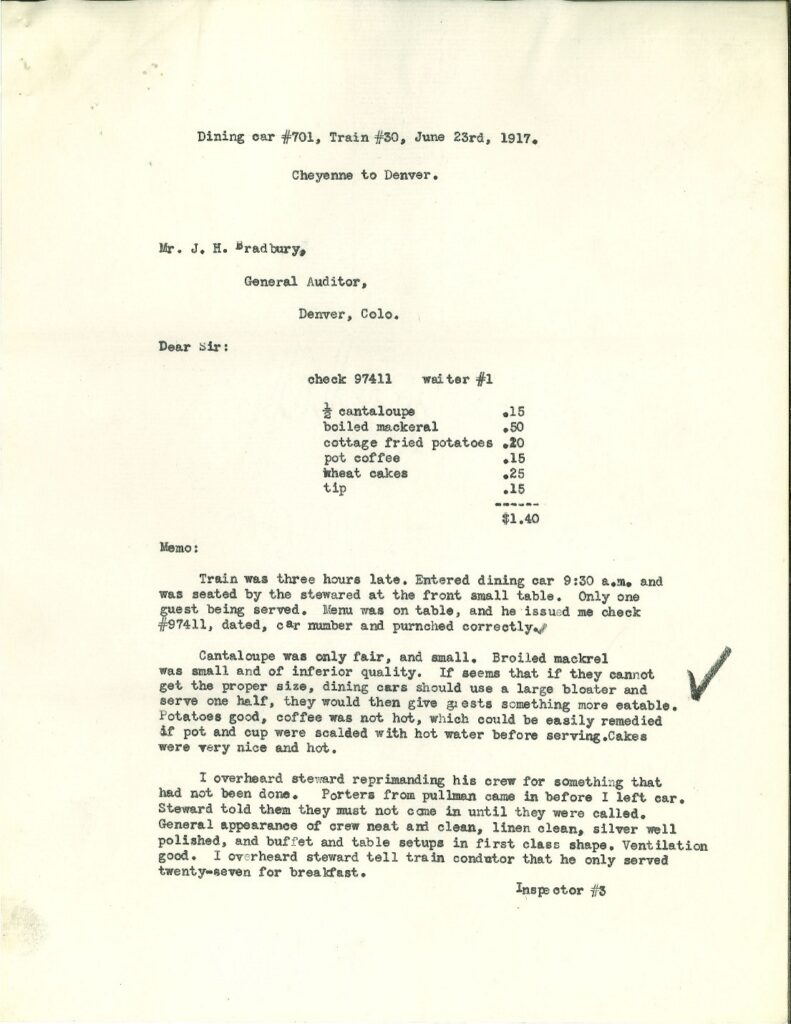 Dining car #701, Train #30, June 23rd, 1917.
Cheyenne to Denver.
Mr. J. H. Bradbury,
General Auditor,
Denver, Colo.
Dear Sir:
check 97411 waiter #1
½ cantaloupe .15
boiled mackeral .50
cottage fried potatoes .20
pot coffee .15
wheat cakes .25
tip .15
------
$1.40
Memo:
Train was three hours late. Entered dining car 9:30 a.m. and
was seated by the stewared at the front small table. Only one
guest being served. Menu was on table, and he issued me check
#97411, dated, car number and purnched correctly.
Cantaloupe was only fair, and small. Broiled mackrel
was small and of inferior quality. If seems that if they cannot
get the proper size, dining cars should use a large bloater and
serve one half, they would then give guests something more eatable.
Potatoes good, coffee was not hot, which could be easily remedied
if pot and cup were scalded with hot water before serving.Cakes
were very nice and hot.
I overheard steward reprimanding his crew for something that
had not been done. Porters from pullman came in before I left car.
Steward told them they must not come in until they were called.
General appearance of crew neat and clean, linen clean, silver well
polished, and buffet and table setups in first class shape. Ventilation
good. I overheard steward tell train condutor that he only served
twenty-seven for breakfast.
Inspector #3